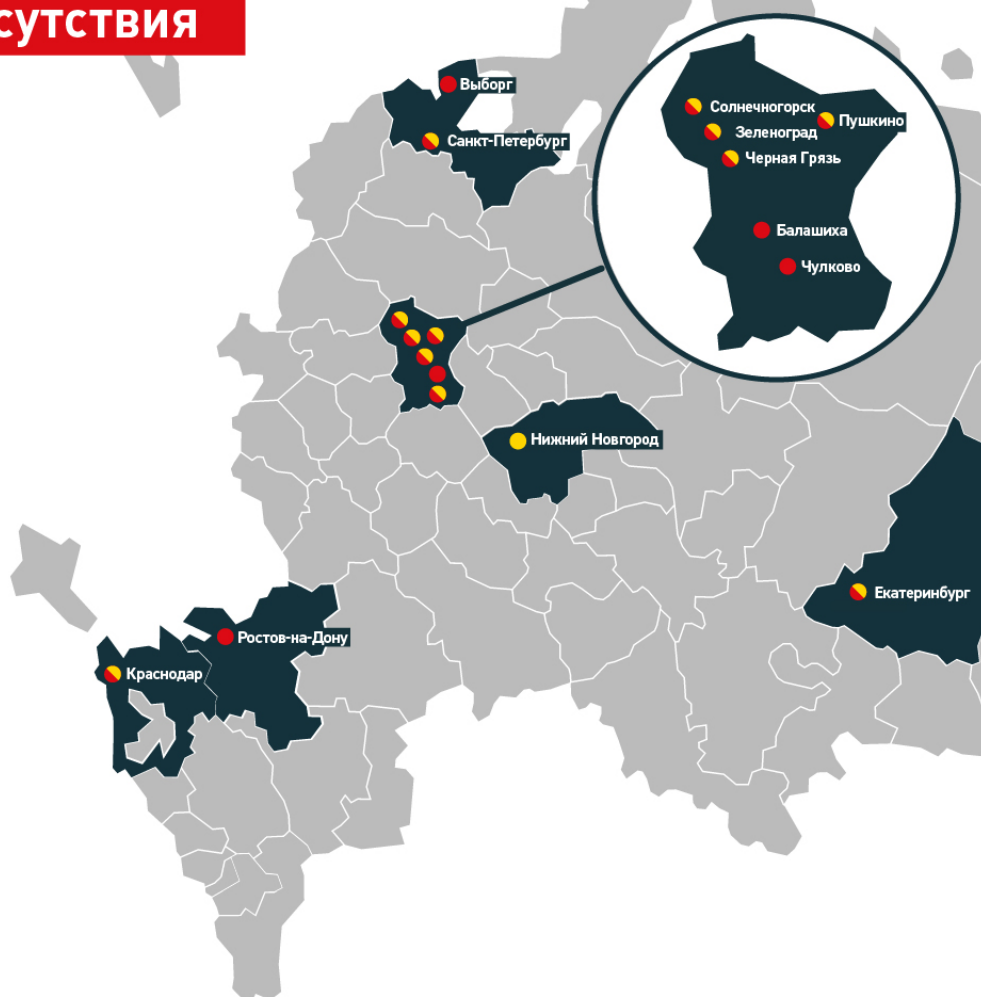 сутствия
Выборг
Санкт-Петербург
Солнечногорск
Пушкино
Зеленоград
Черная Грязь
Балашиха
Чулково
Нижний Новгород
Екатеринбург
Ростов-на-Дону
Краснодар